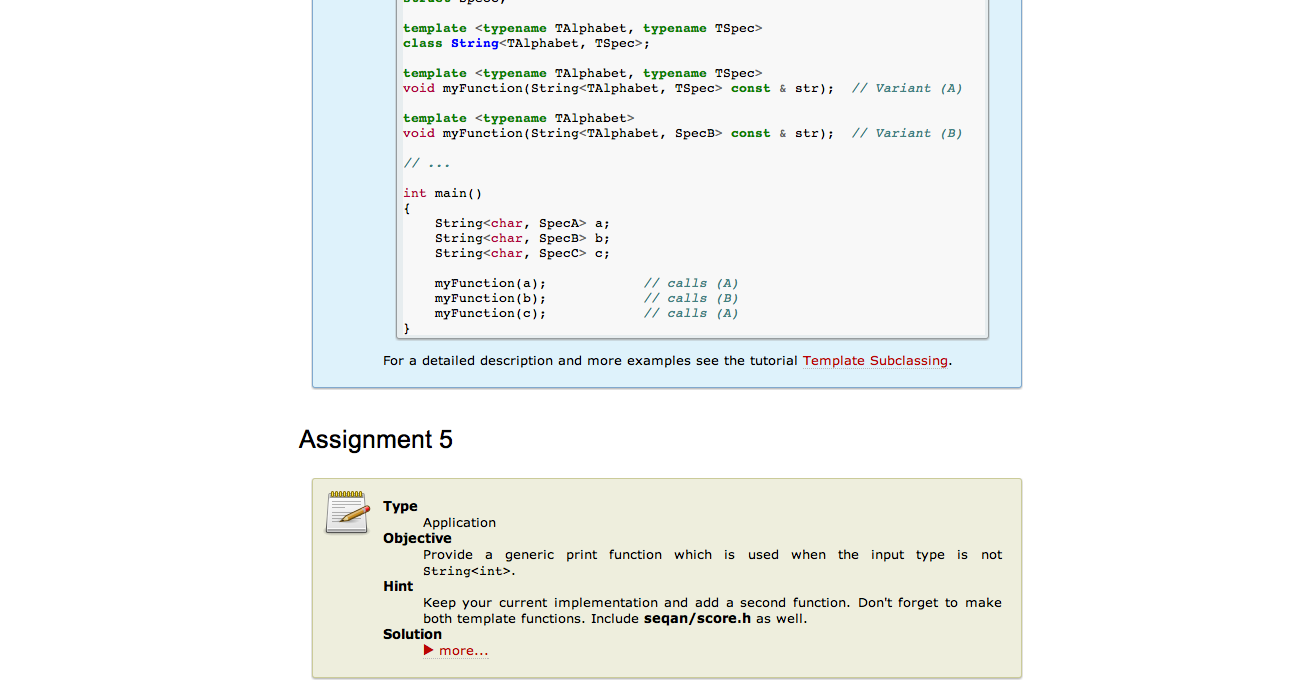 template <typename TAlphabet, typename TSpec>
class String<TAlphabet, TSpec>;
template <typename TAlphabet, typename TSpec>
void myFunction(String<TAlphabet, TSpec> const & str);  // Variant (A)
template <typename TAlphabet>
void myFunction(String<TAlphabet, SpecB> const & str);  // Variant (B)
// ...
int main()
{
    String<char, SpecA> a;
    String<char, SpecB> b;
    String<char, SpecC> c;
    myFunction(a);            // calls (A)
    myFunction(b);            // calls (B)
    myFunction(c);            // calls (A)
}
For a detailed description and more examples see the tutorial Template Subclassing.
Assignment 5
Type
Application
Objective
Provide a generic print function which is used when the input type is not
String<int>.
Hint
Keep your current implementation and add a second function. Don't forget to make
both template functions. Include seqan/score.h as well.
Solution
▶ more...